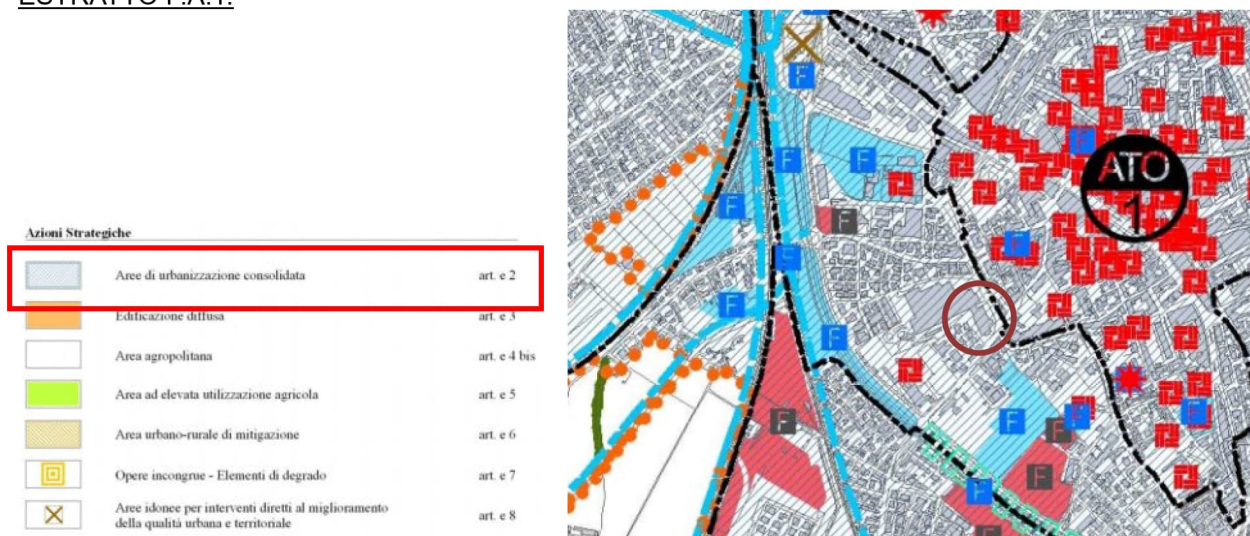 ESTRATTO P.A.T.
Azioni Strategiche
Aree di urbanizzazione consolidata art. e 2
Edificazione diffusa art. e 3
Area agropolitana art. e 4 bis
Area ad elevata utilizzazione agricola art. e 5
Area urbano-rurale di mitigazione art. e 6
Opere incongrue - Elementi di degrado art. e 7
Aree idonee per interventi diretti al miglioramento
della qualità urbana e territoriale art. e 8
F
F
F
F
F
F
F
F
F
F
F
F
F
F
ATO
1